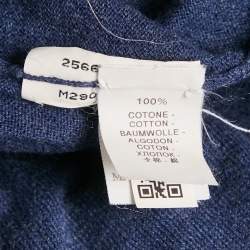 2566
M290
100%
COTONE -
COTTON -
BAUMWOLLE -
ALGODON -
COTON -
ХЛОПОК -